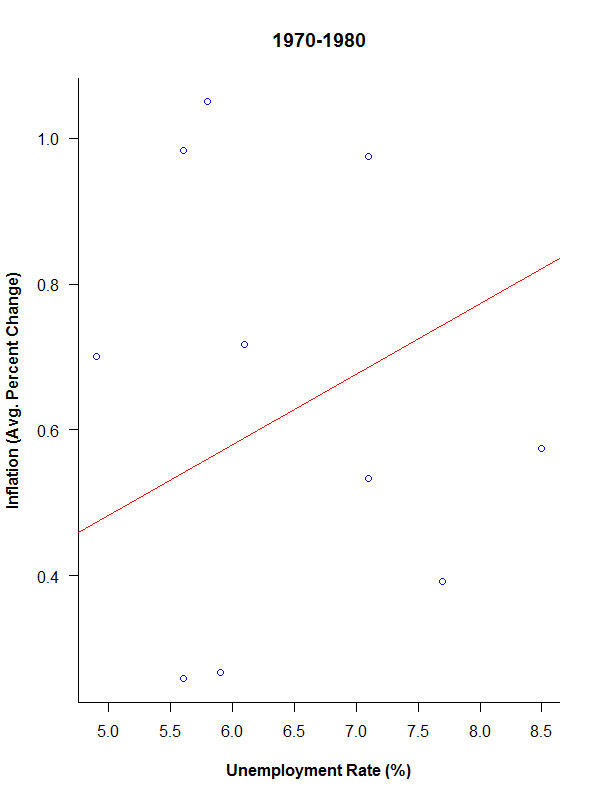 1970-1980
Inflation (Avg. Percent Change)
1.0
0.8
0.6
0.4
5.0 5.5 6.0 6.5 7.0 7.5 8.0 8.5
Unemployment Rate (%)